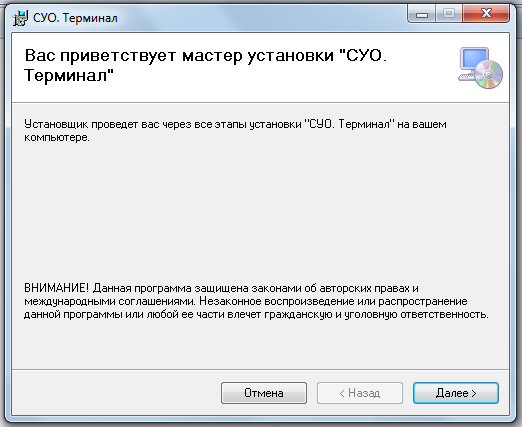 СУО. Терминал
Вас приветствует мастер установки "СУО.
Терминал"
Установщик проведет вас через все этапы установки "СУО. Терминал" на вашем
компьютере.
ВНИМАНИЕ! Данная программа защищена законами об авторских правах и
международными соглашениями. Незаконное воспроизведение или распространение
данной программы или любой ее части влечет гражданскую и уголовную ответственность.
Отмена
< Назад
Далее >